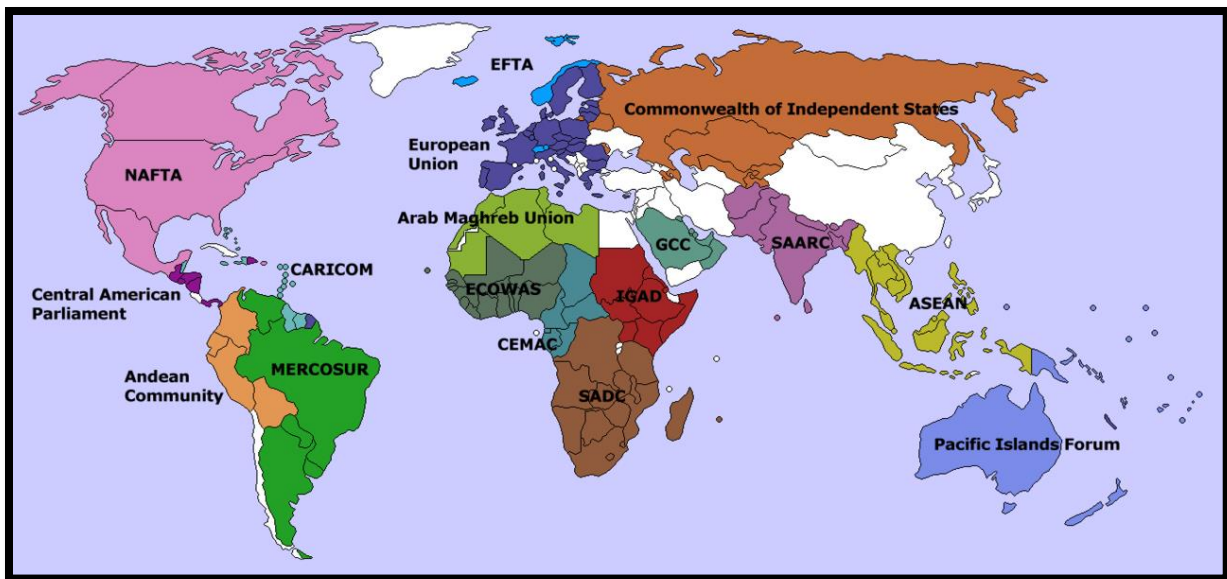 EFTA
Commonwealth of Independent States
European
Union
NAFTA
Arab Maghreb Union
GCC
SAARC
CARICOM
ECOWAS
IGAD
ASEAN
Central American
Parliament
CEMAC
MERCOSUR
Andean
Community
SADC
Pacific Islands Forum